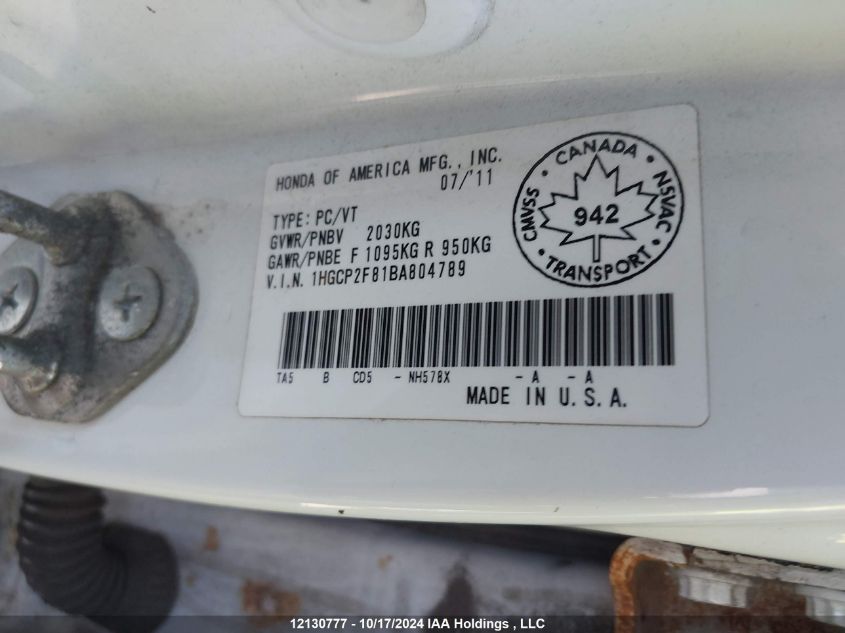 HONDA OF AMERICA MFG., INC.
07/'11
TYPE: PC/VT
GVWR/PNBV 2030KG
GAWR/PNBE F 1095KG R 950KG
V.I.N. 1HGCP2F81BA804789
CANADA
CMVSS 942 NSVAC
TRANSPORT
TA5 B CD5 - NH578X - A - A
MADE IN U.S.A.
12130777 - 10/17/2024 IAA Holdings , LLC